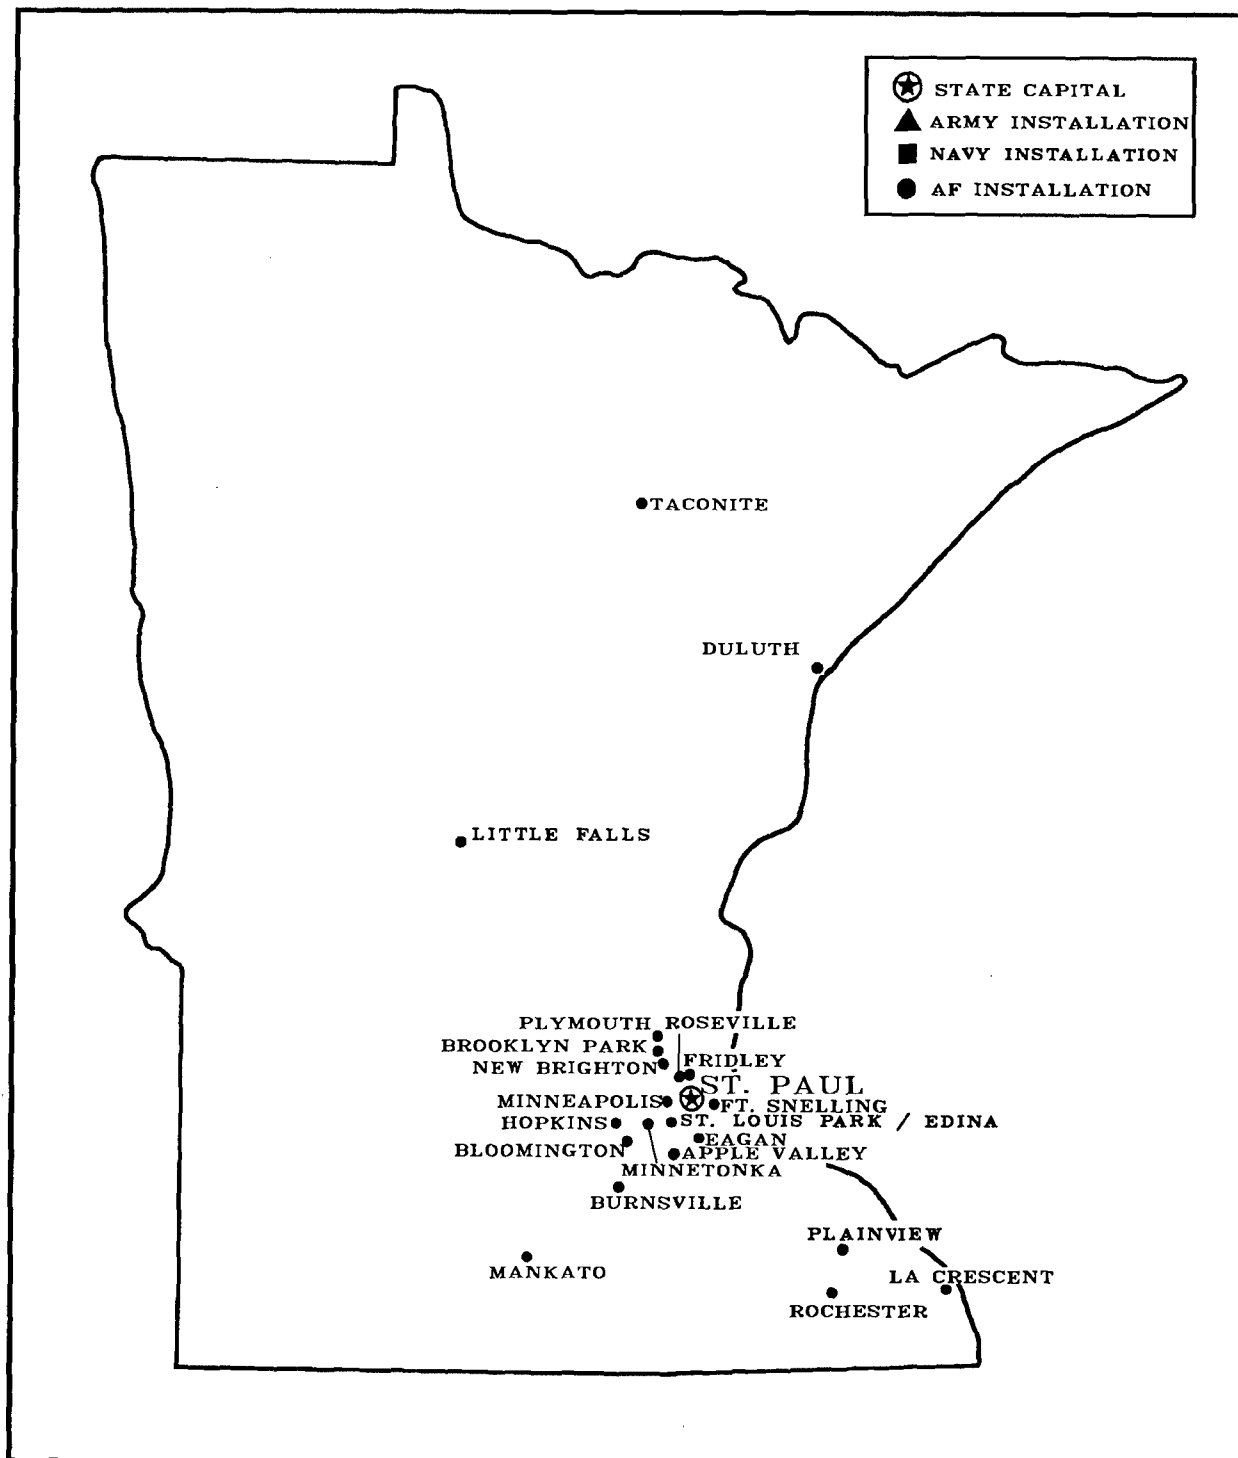 STATE CAPITAL
ARMY INSTALLATION
NAVY INSTALLATION
AF INSTALLATION
TACONITE
DULUTH
LITTLE FALLS
PLYMOUTH
ROSEVILLE
BROOKLYN PARK
NEW BRIGHTON
FRIDLEY
ST. PAUL
MINNEAPOLIS
FT. SNELLING
HOPKINS
ST. LOUIS PARK / EDINA
BLOOMINGTON
EAGAN
APPLE VALLEY
MINNETONKA
BURNSVILLE
PLAINVIEW
MANKATO
LA CRESCENT
ROCHESTER